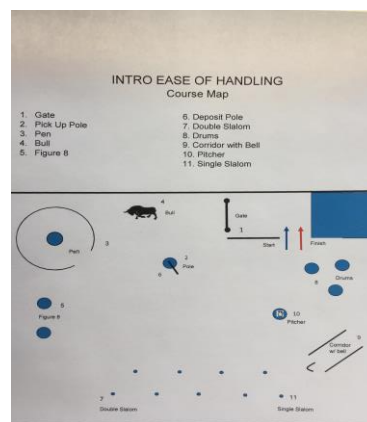 INTRO EASE OF HANDLING
Course Map
1. Gate
2. Pick Up Pole
3. Pen
4. Bull
5. Figure 8
6. Deposit Pole
7. Double Slalom
8. Drums
9. Corridor with Bell
10. Pitcher
11. Single Slalom
4
Bull
Gate
1
Start
Finish
3
Pen
2
Pole
6
Drums
8
5
Figure 8
10
Pitcher
9
Corridor
w/ bell
7
Double Slalom
11
Single Slalom